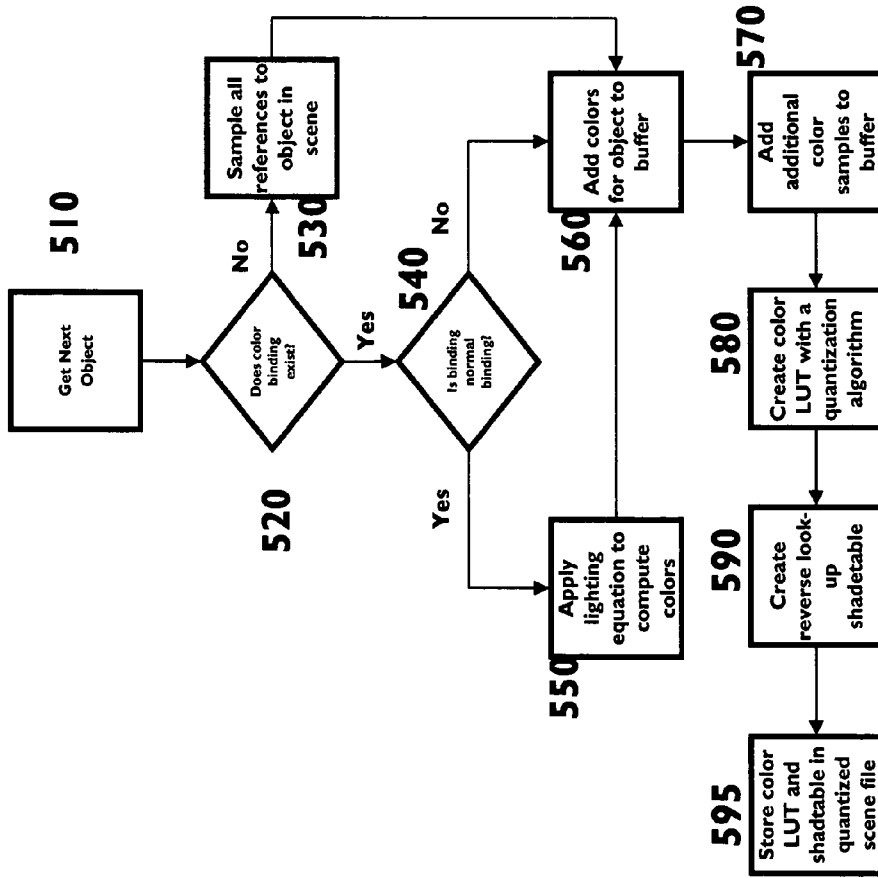 510
Get Next
Object
520
Does color
binding
exist?
No
Yes
530
Sample all
references to
object in
scene
540
Is binding
normal
binding?
Yes
No
550
Apply
lighting
equation to
compute
colors
560
Add colors
for object to
buffer
570
Add
additional
color
samples to
buffer
580
Create color
LUT with a
quantization
algorithm
590
Create
reverse look-
up
shadetable
595
Store color
LUT and
shadtable in
quantized
scene file